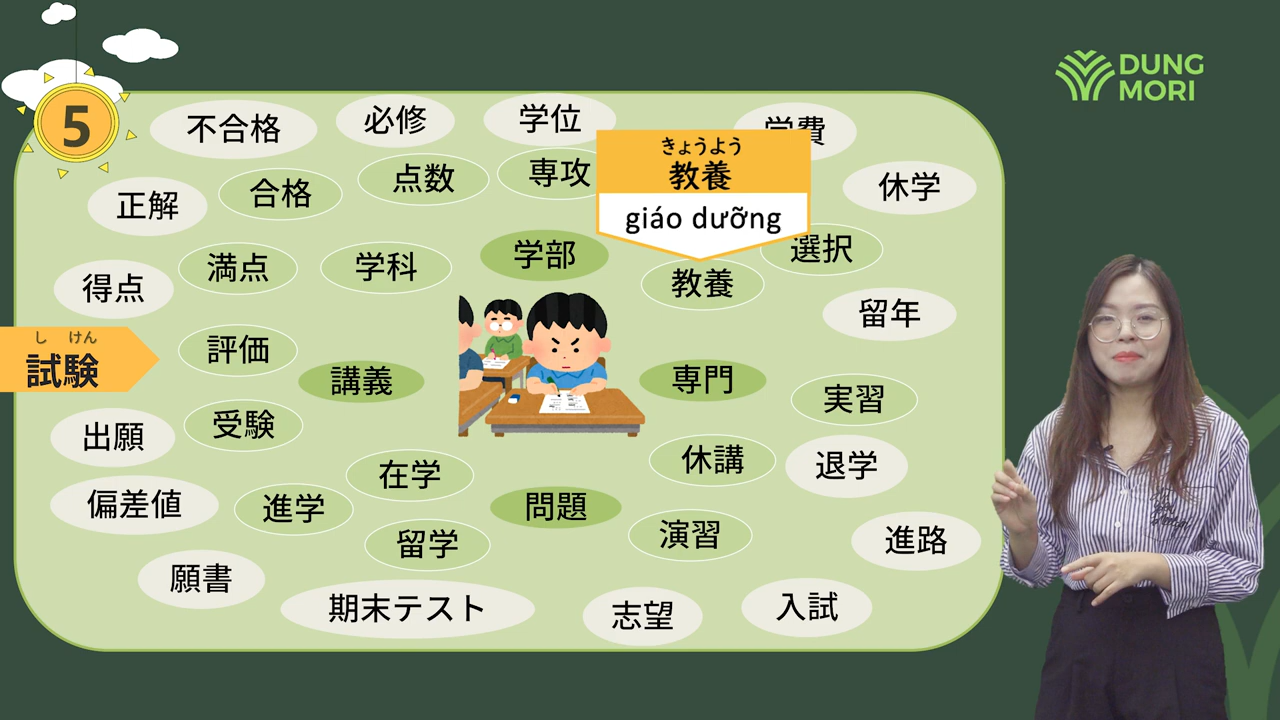 DUNG
MORI
5
不合格
必修
学位
学費
きょうよう
教養
giáo dưỡng
正解
合格
点数
専攻
休学
得点
満点
学科
学部
教養
選択
留年
し けん
試験
評価
講義
専門
実習
出願
受験
在学
休講
退学
偏差値
進学
留学
問題
演習
進路
願書
期末テスト
志望
入試